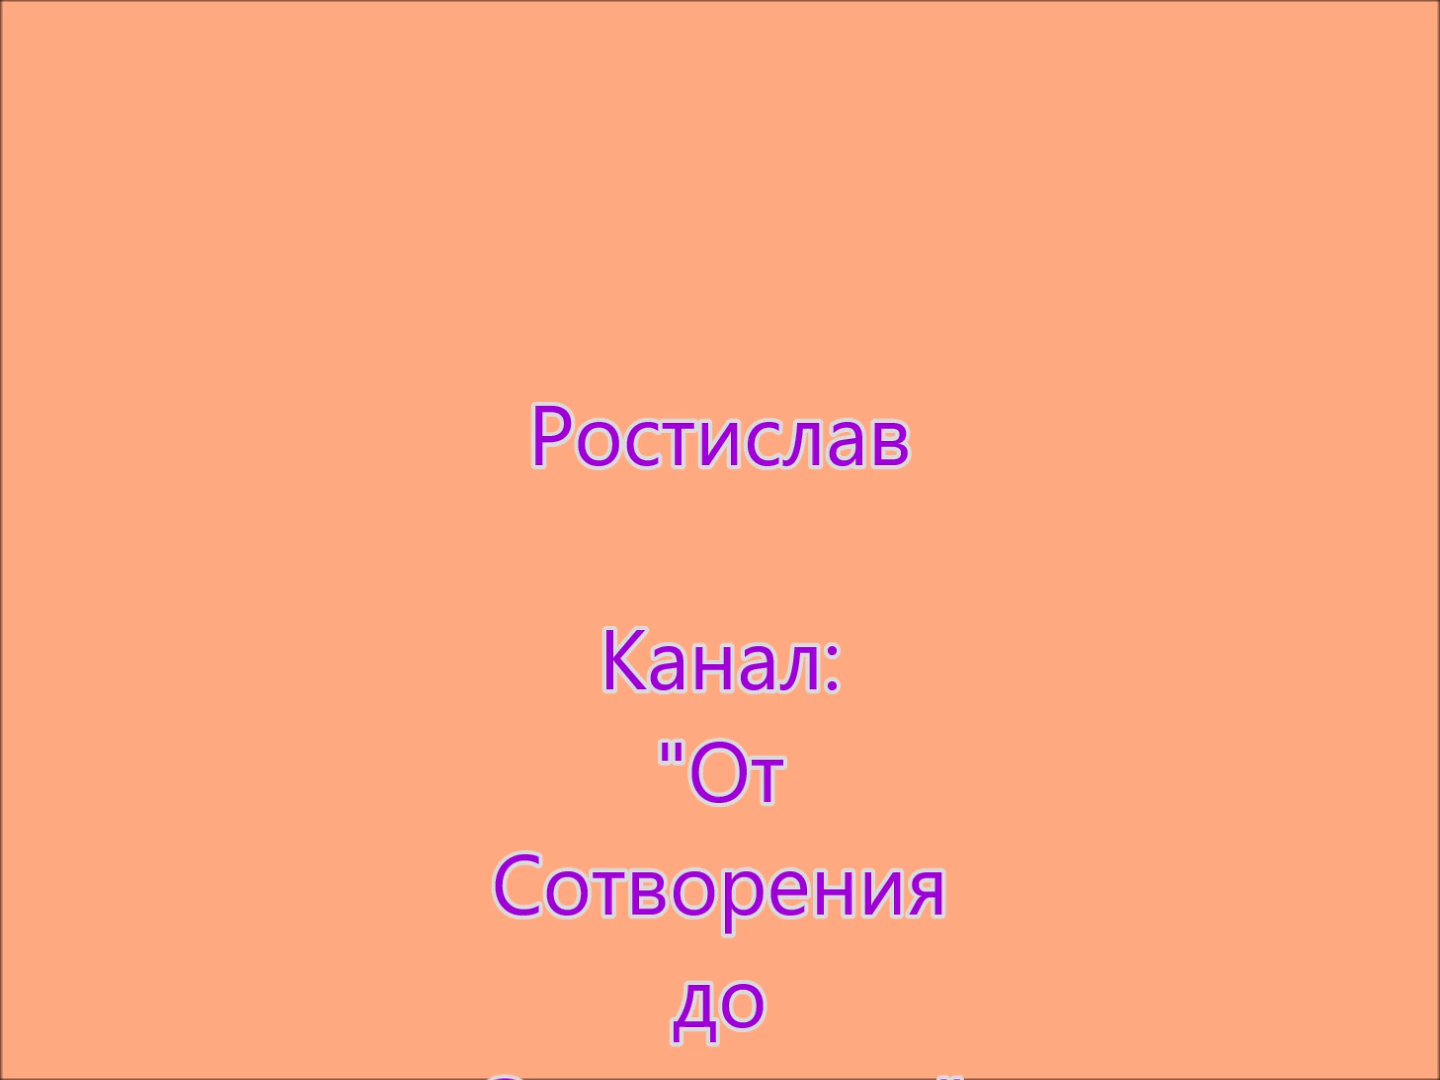 Ростислав
Канал:
"От
Сотворения
до